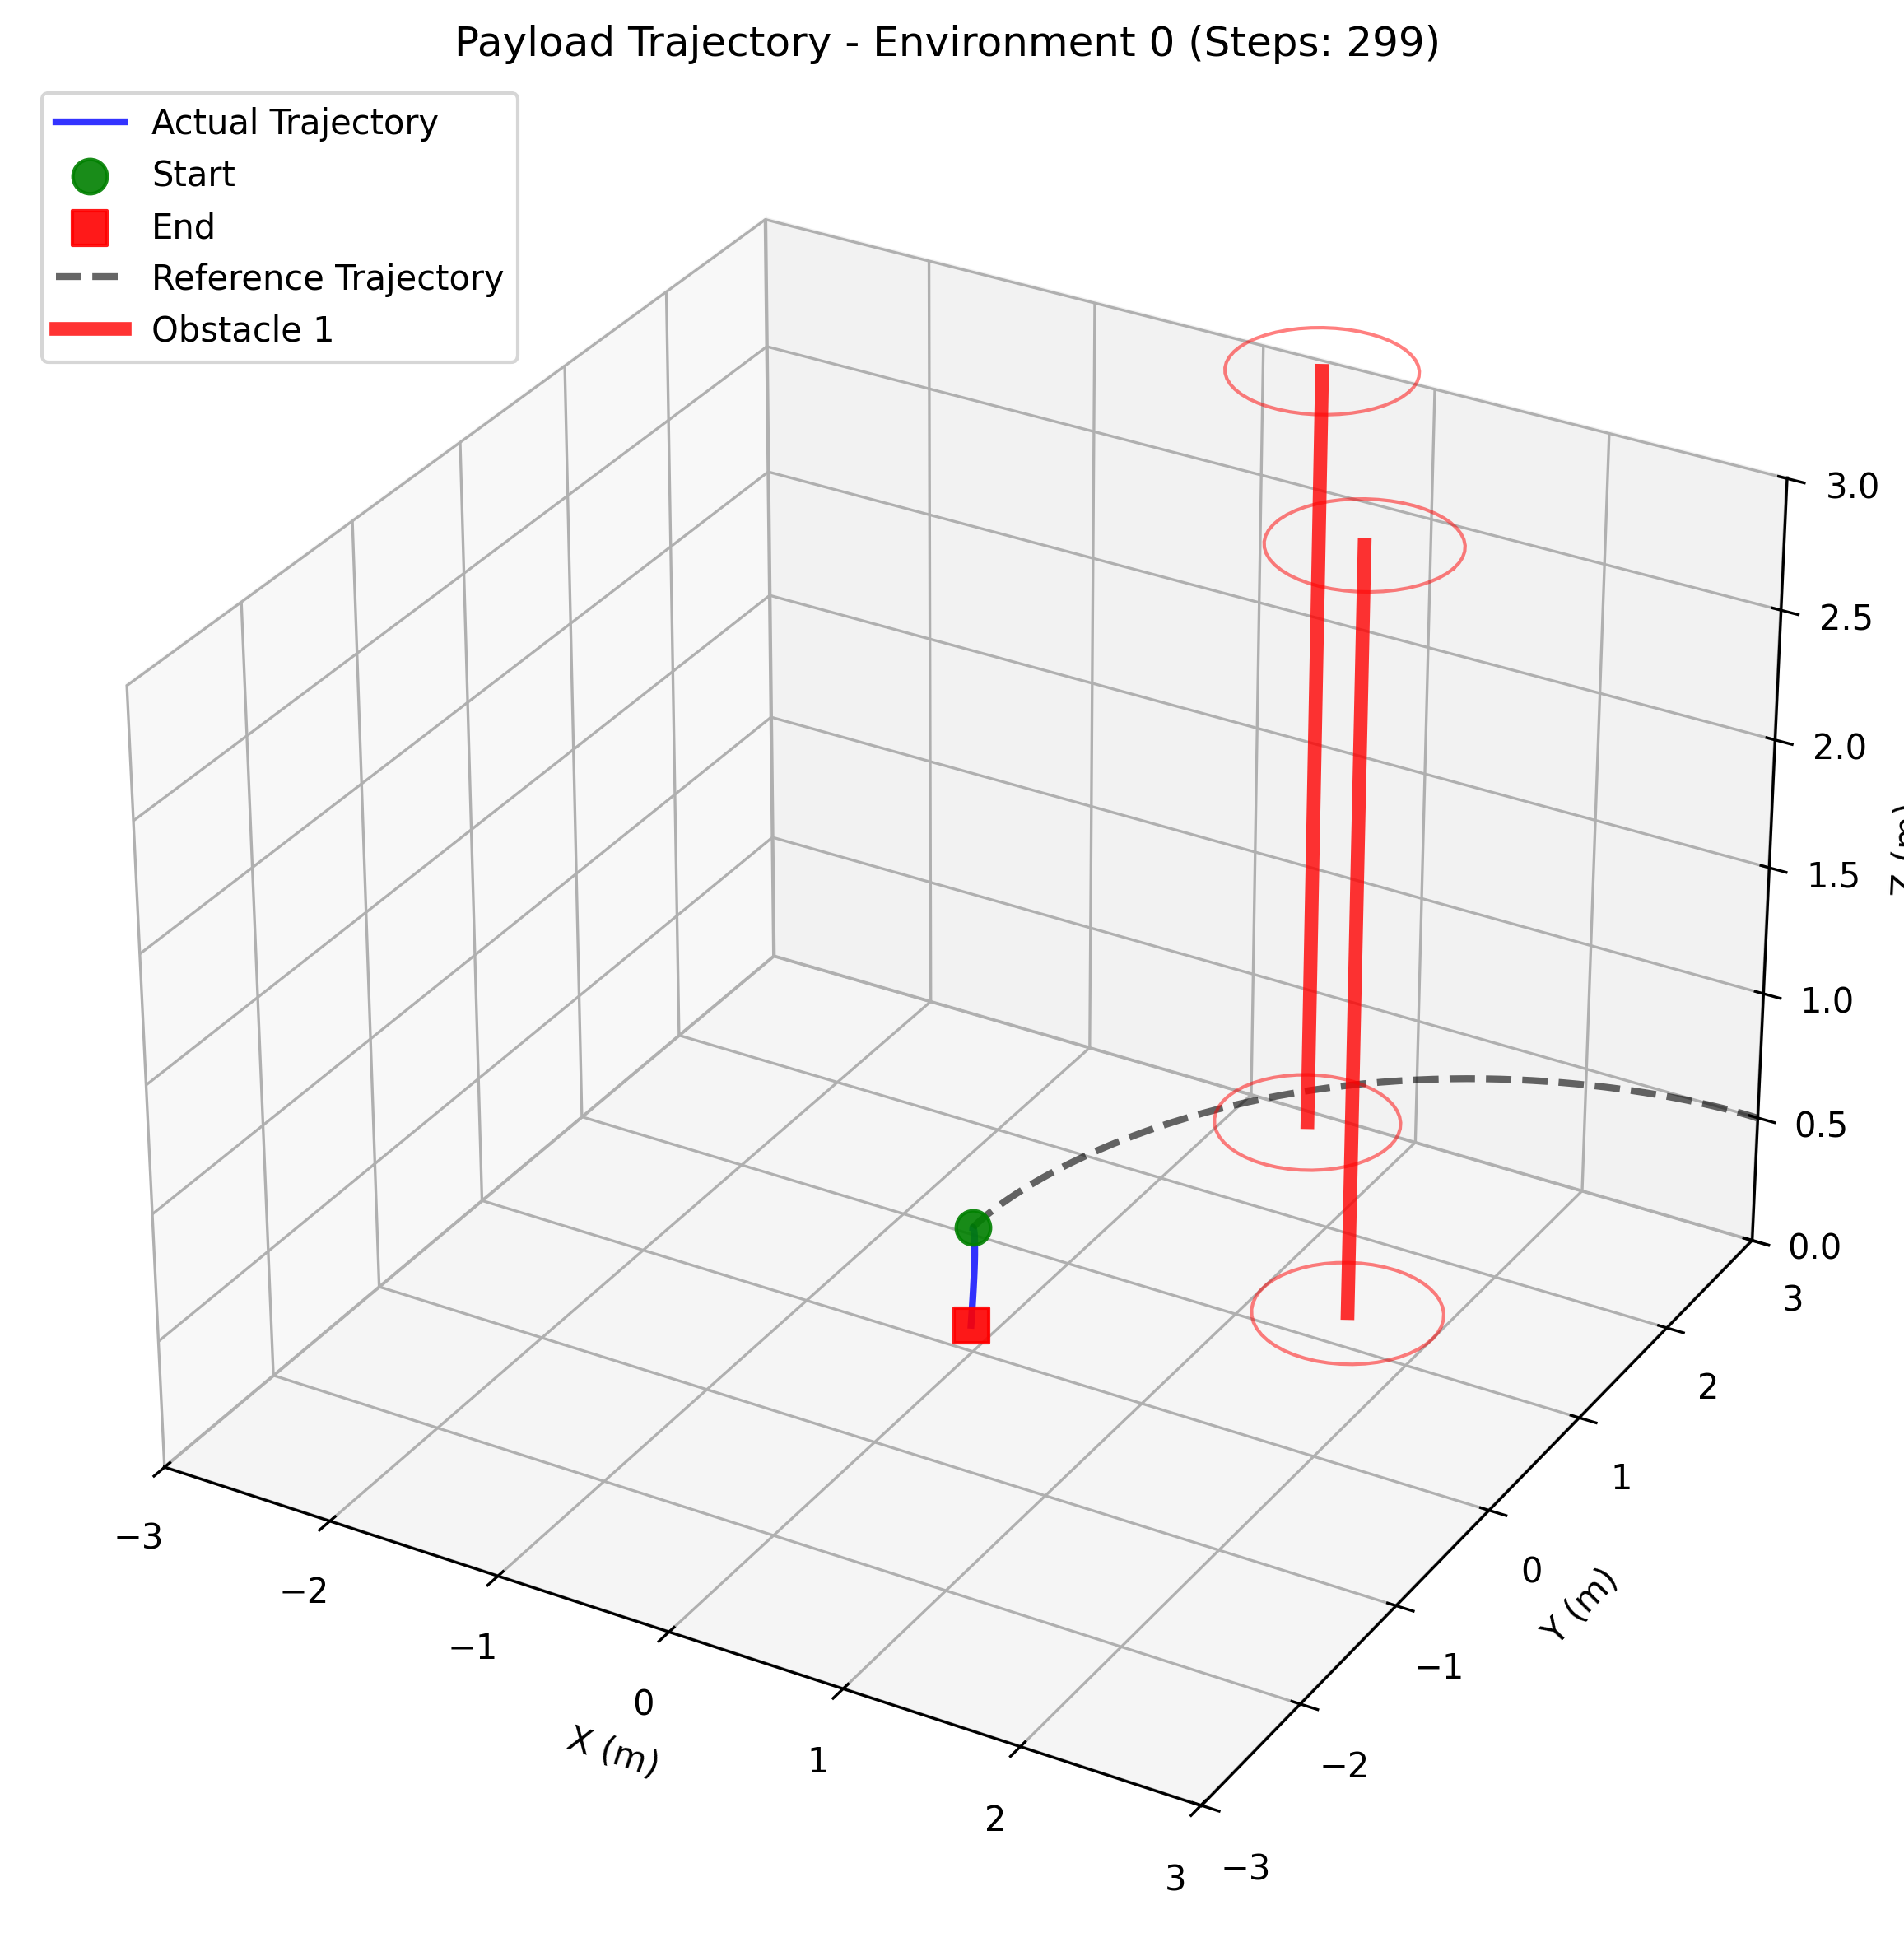 Payload Trajectory - Environment 0 (Steps: 299)
Actual Trajectory
Start
End
Reference Trajectory
Obstacle 1
3.0
2.5
2.0
1.5
1.0
0.5
0.0
3
2
1
0
−1
−2
−3
Y (m)
−3
−2
−1
0
1
2
3
X (m)